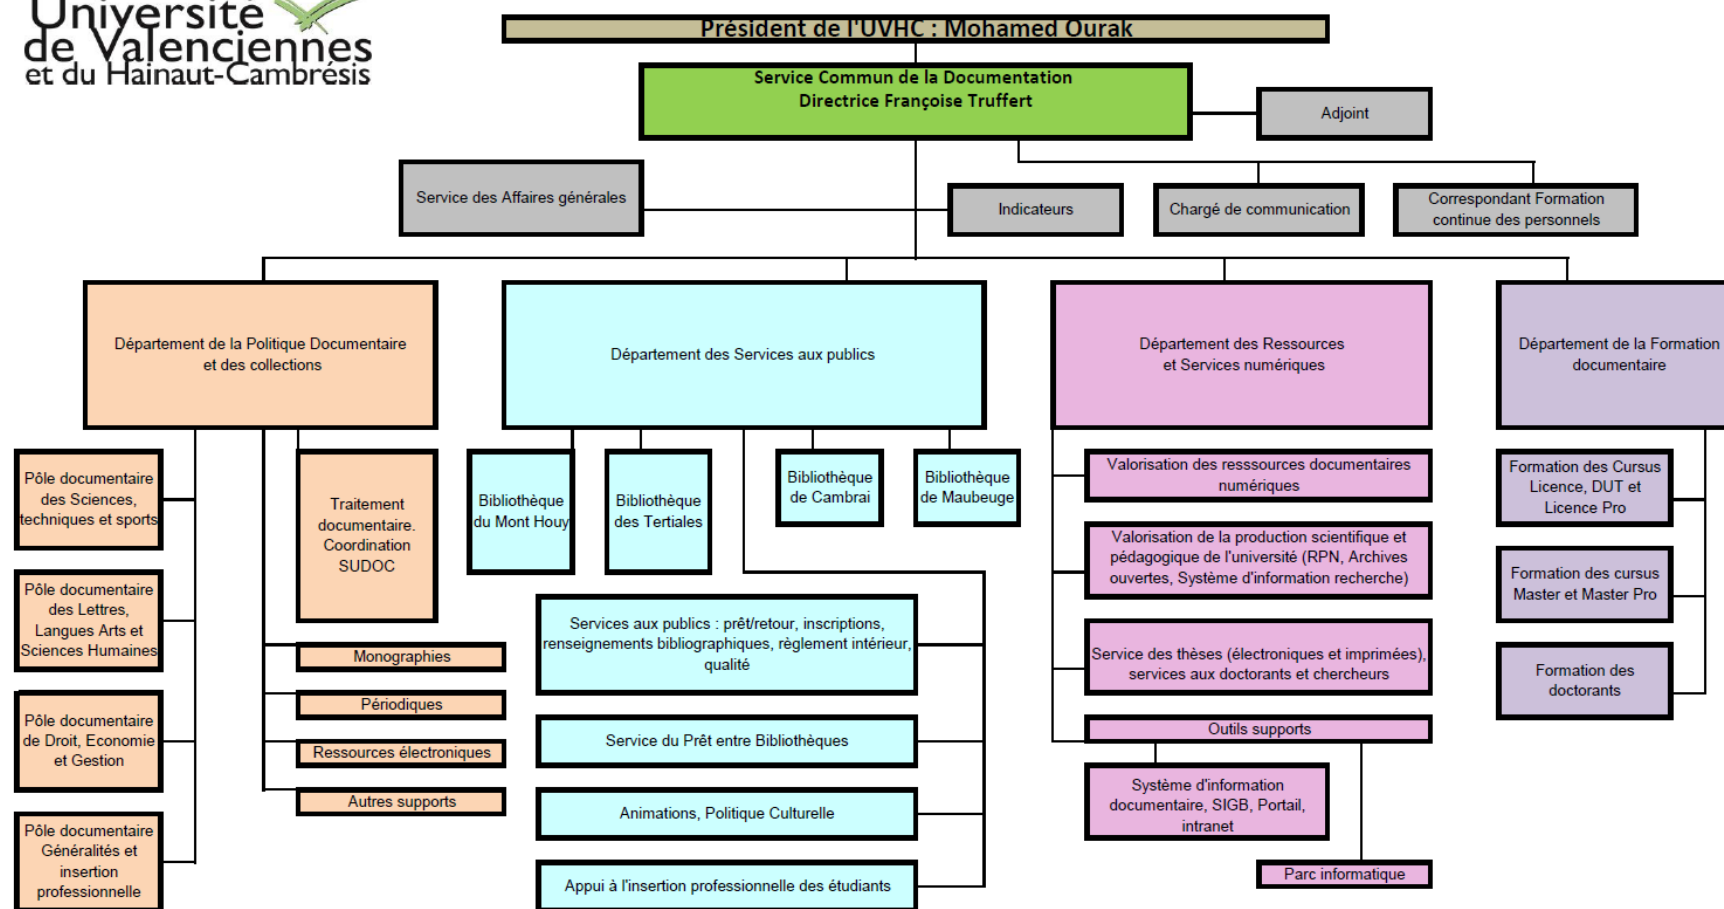 Université
de Valenciennes
et du Hainaut-Cambrésis
Président de l'UVHC : Mohamed Ourak
Service Commun de la Documentation
Directrice Françoise Truffert
Adjoint
Service des Affaires générales
Indicateurs
Chargé de communication
Correspondant Formation
continue des personnels
Département de la Politique Documentaire
et des collections
Département des Services aux publics
Département des Ressources
et Services numériques
Département de la Formation
documentaire
Pôle documentaire
des Sciences,
techniques et sports
Pôle documentaire
des Lettres,
Langues Arts et
Sciences Humaines
Pôle documentaire
de Droit, Economie
et Gestion
Pôle documentaire
Généralités et
insertion
professionnelle
Traitement
documentaire.
Coordination
SUDOC
Monographies
Périodiques
Ressources électroniques
Autres supports
Bibliothèque
du Mont Houy
Bibliothèque
des Tertiales
Bibliothèque
de Cambrai
Bibliothèque
de Maubeuge
Services aux publics : prêt/retour, inscriptions,
renseignements bibliographiques, règlement intérieur,
qualité
Service du Prêt entre Bibliothèques
Animations, Politique Culturelle
Appui à l'insertion professionnelle des étudiants
Valorisation des resssources documentaires
numériques
Valorisation de la production scientifique et
pédagogique de l'université (RPN, Archives
ouvertes, Système d'information recherche)
Service des thèses (électroniques et imprimées),
services aux doctorants et chercheurs
Outils supports
Système d'information
documentaire, SIGB, Portail,
intranet
Parc informatique
Formation des Cursus
Licence, DUT et
Licence Pro
Formation des cursus
Master et Master Pro
Formation des
doctorants